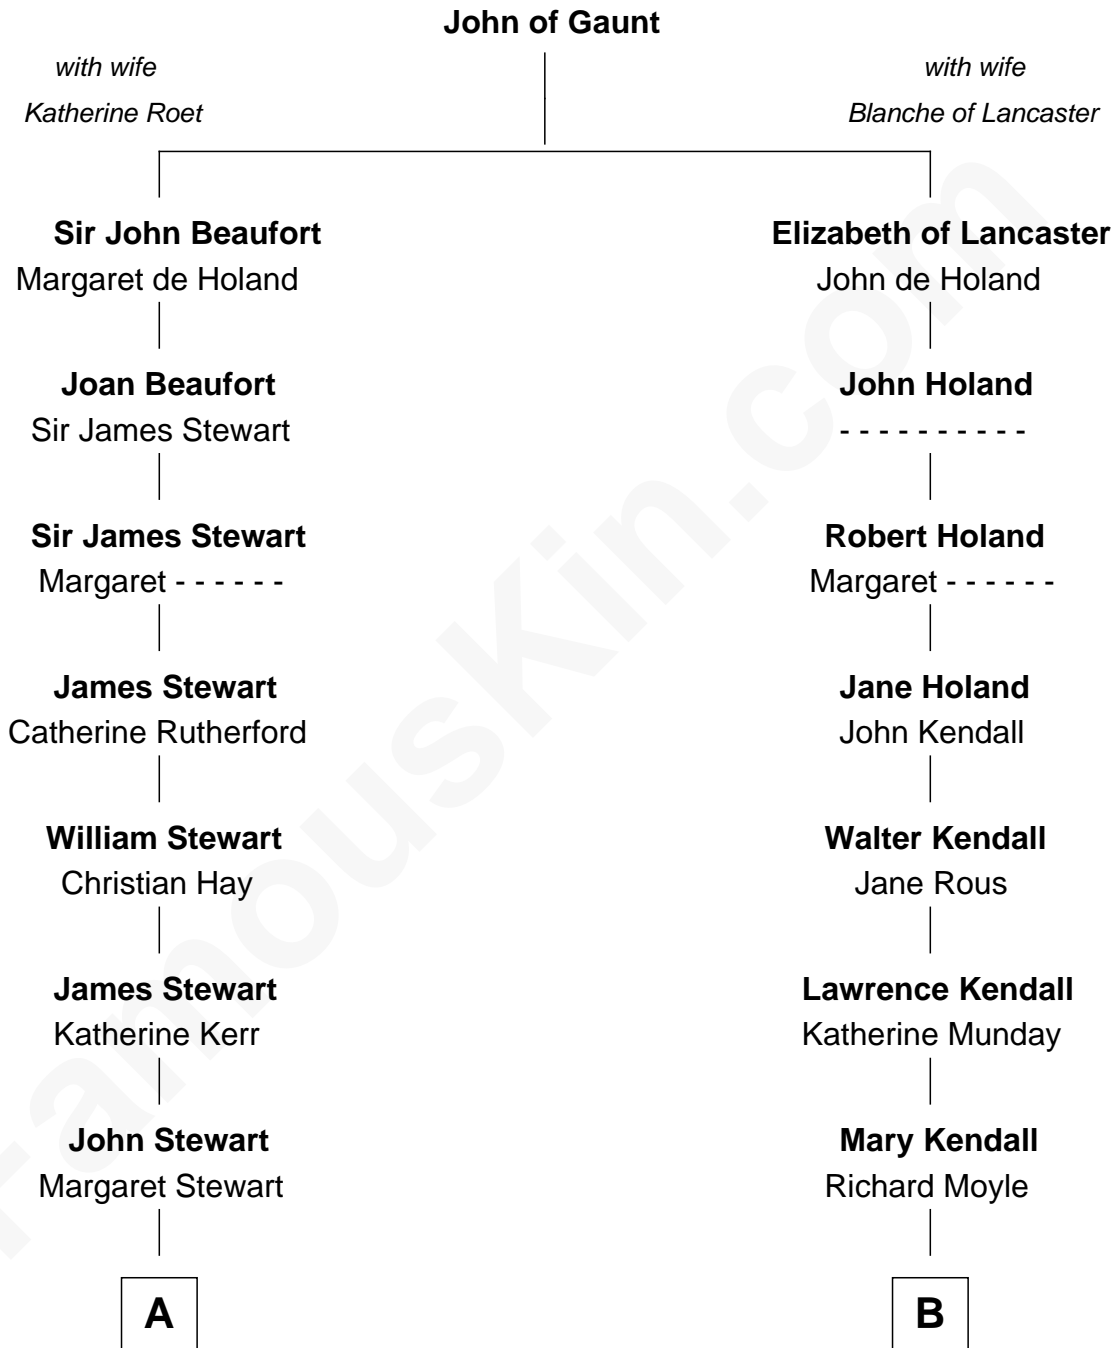 John of Gaunt
with wife
Katherine Roet
with wife
Blanche of Lancaster
Sir John Beaufort
Margaret de Holand
Elizabeth of Lancaster
John de Holand
Joan Beaufort
Sir James Stewart
John Holand
- - - - - - - - - -
Sir James Stewart
Margaret - - - - - -
Robert Holand
Margaret - - - - - -
James Stewart
Catherine Rutherford
Jane Holand
John Kendall
William Stewart
Christian Hay
Walter Kendall
Jane Rous
James Stewart
Katherine Kerr
Lawrence Kendall
Katherine Munday
John Stewart
Margaret Stewart
Mary Kendall
Richard Moyle
A
B
FamousKin.com